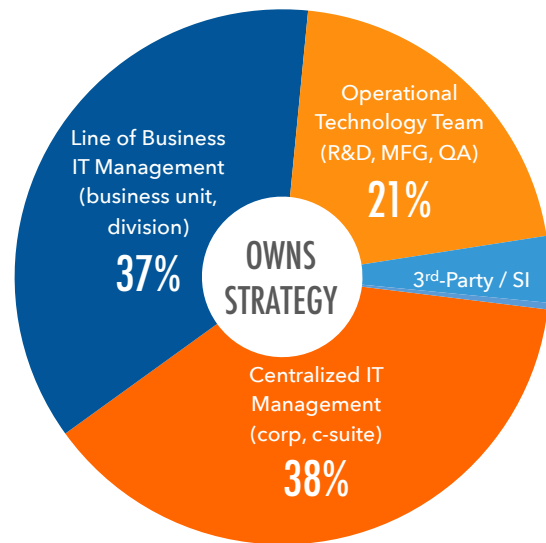 Line of Business
IT Management
(business unit,
division)
37%
Operational
Technology Team
(R&D, MFG, QA)
21%
OWNS
STRATEGY
3rd-Party / SI
Centralized IT
Management
(corp, c-suite)
38%